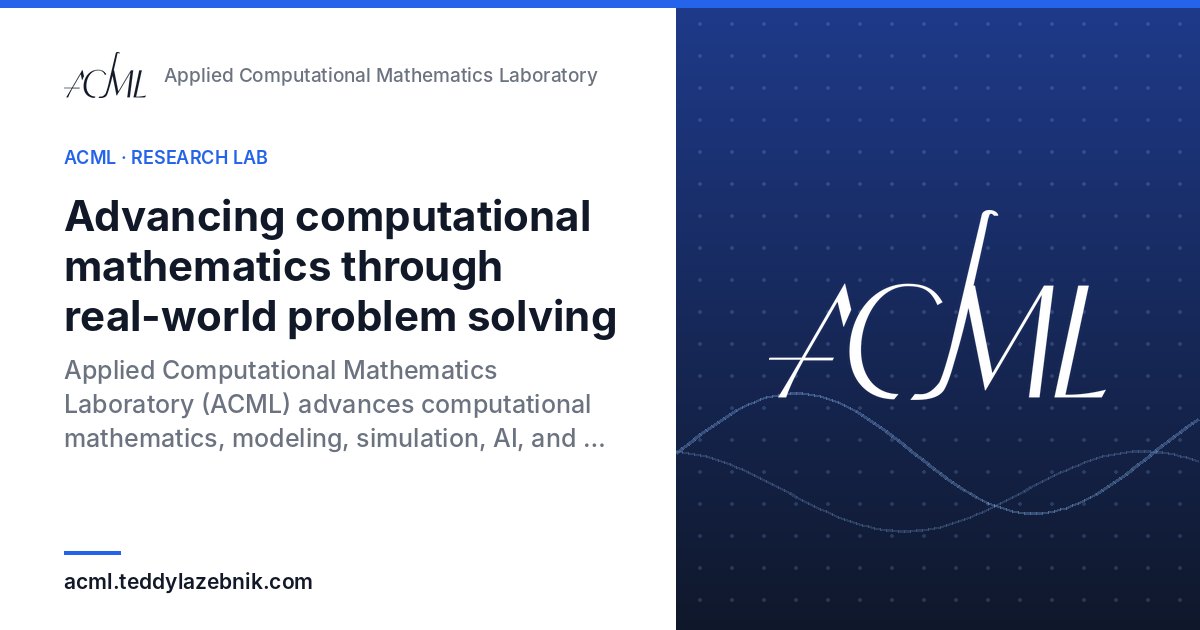 ACML
Applied Computational Mathematics Laboratory
ACML · RESEARCH LAB
Advancing computational
mathematics through
real-world problem solving
Applied Computational Mathematics
Laboratory (ACML) advances computational
mathematics, modeling, simulation, AI, and ...
acml.teddylazebnik.com
ACML